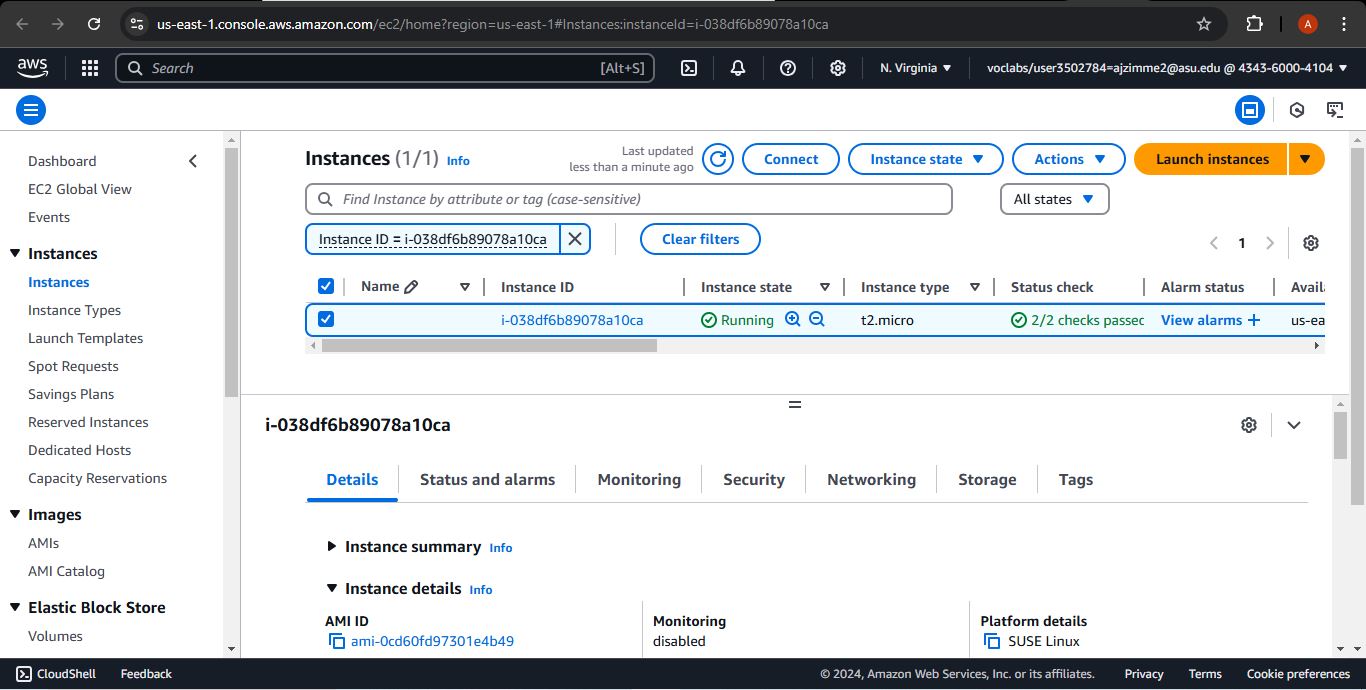 us-east-1.console.aws.amazon.com/ec2/home?region=us-east-1#Instances:instanceId=i-038df6b89078a10ca
A
aws
Search [Alt+S]
N. Virginia
voclabs/user3502784=ajzimme2@asu.edu @ 4343-6000-4104
Dashboard
EC2 Global View
Events
Instances
Instances
Instance Types
Launch Templates
Spot Requests
Savings Plans
Reserved Instances
Dedicated Hosts
Capacity Reservations
Images
AMIs
AMI Catalog
Elastic Block Store
Volumes
Instances (1/1) Info
Last updated
less than a minute ago
Connect
Instance state
Actions
Launch instances
Find Instance by attribute or tag (case-sensitive)
All states
Instance ID = i-038df6b89078a10ca
Clear filters
1
Name Instance ID Instance state Instance type Status check Alarm status Availa
i-038df6b89078a10ca Running t2.micro 2/2 checks passec View alarms us-ea
i-038df6b89078a10ca
Details Status and alarms Monitoring Security Networking Storage Tags
Instance summary Info
Instance details Info
AMI ID
ami-0cd60fd97301e4b49
Monitoring
disabled
Platform details
SUSE Linux
CloudShell
Feedback
© 2024, Amazon Web Services, Inc. or its affiliates.
Privacy
Terms
Cookie preferences